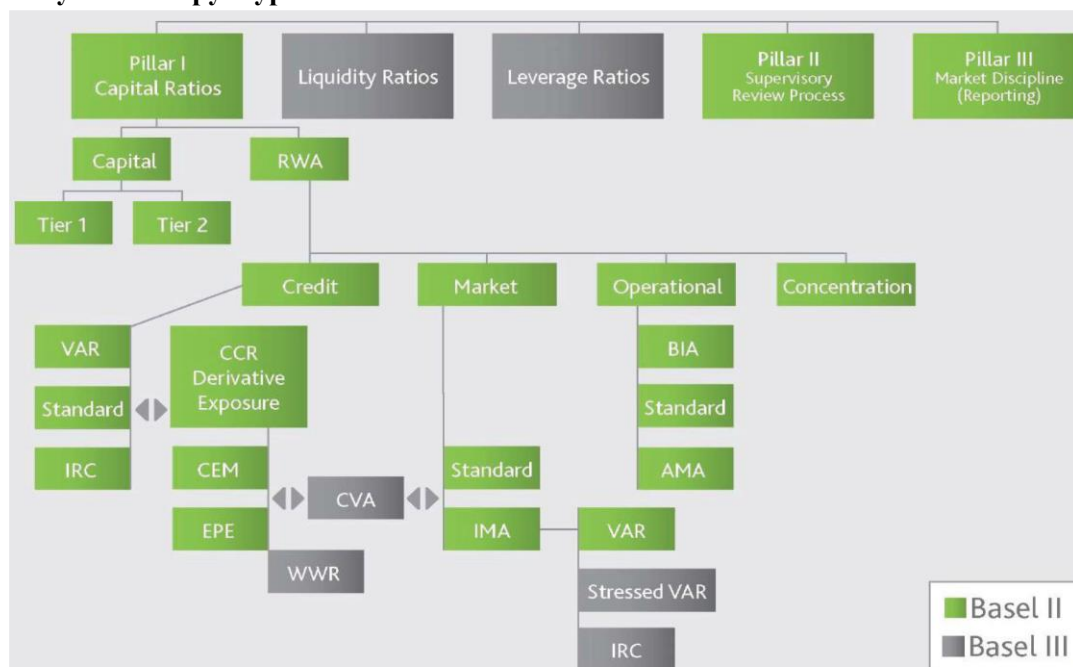 Pillar I
Capital Ratios
Liquidity Ratios
Leverage Ratios
Pillar II
Supervisory
Review Process
Pillar III
Market Discipline
(Reporting)
Capital
RWA
Tier 1
Tier 2
Credit
Market
Operational
Concentration
VAR
CCR
Derivative
Exposure
BIA
Standard
Standard
IRC
CEM
Standard
AMA
CVA
EPE
IMA
VAR
WWR
Stressed VAR
IRC
Basel II
Basel III